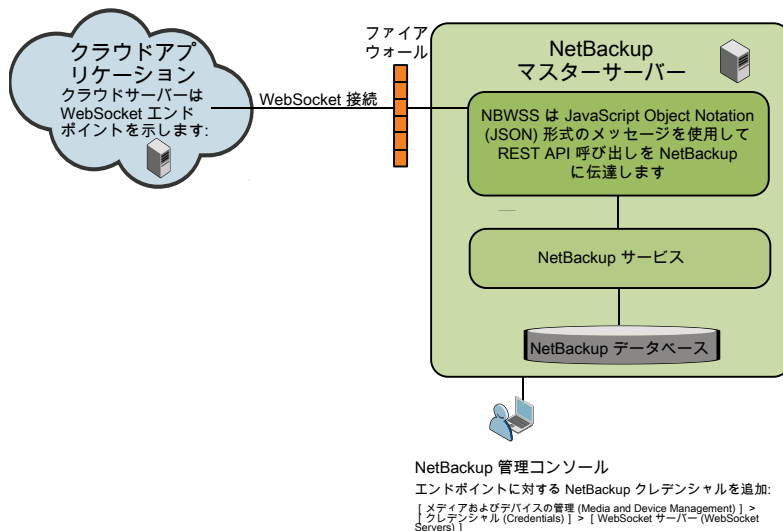 クラウドアプ
リケーション
クラウドサーバーは
WebSocket エンド
ポイントを示します:
WebSocket 接続
ファイア
ウォール
NetBackup
マスターサーバー
NBWSS は JavaScript Object Notation
(JSON) 形式のメッセージを使用して
REST API 呼び出しを NetBackup
に伝達します
NetBackup サービス
NetBackup データベース
NetBackup 管理コンソール
エンドポイントに対する NetBackup クレデンシャルを追加:
[ メディアおよびデバイスの管理 (Media and Device Management) ] >
[ クレデンシャル (Credentials) ] > [ WebSocket サーバー (WebSocket
Servers) ]